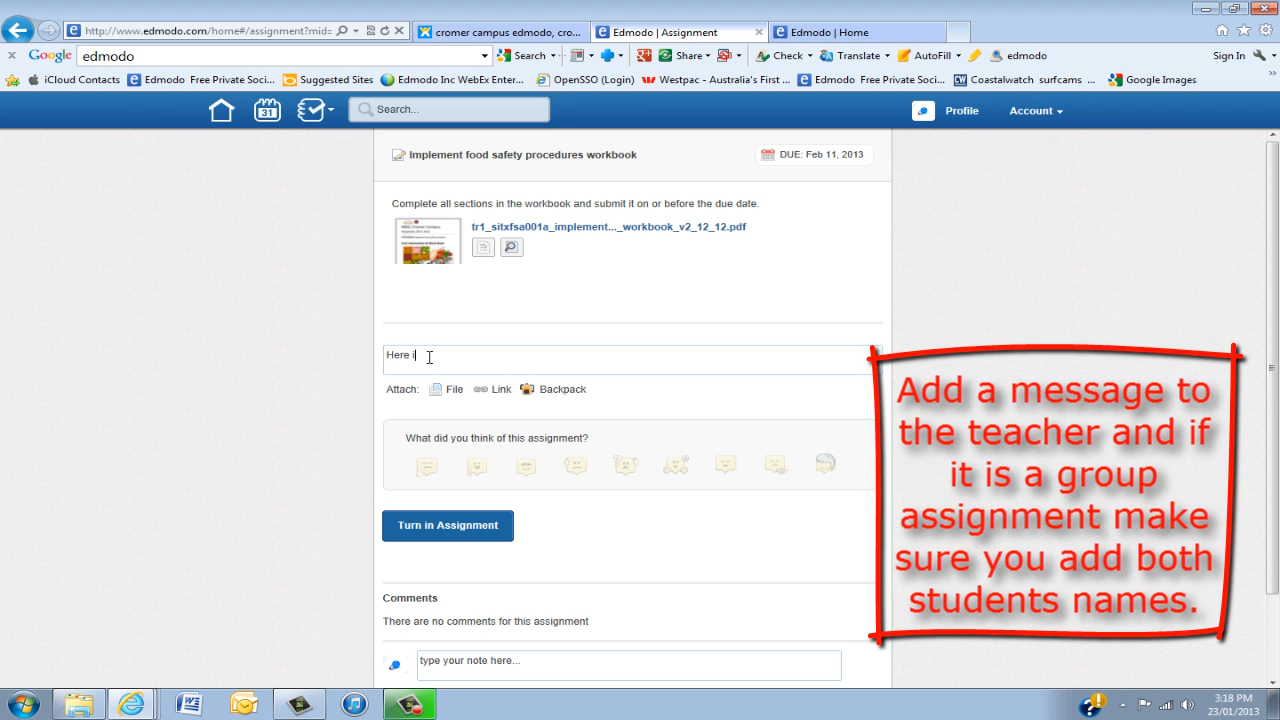 http://www.edmodo.com/home#/assignment?mid=
cromer campus edmodo, cro...
Edmodo | Assignment
Edmodo | Home
Google
edmodo
Search
Share
Check
Translate
AutoFill
edmodo
Sign In
iCloud Contacts
Edmodo Free Private Soci...
Suggested Sites
Edmodo Inc WebEx Enter...
OpenSSO (Login)
Westpac - Australia's First ...
Edmodo Free Private Soci...
Coastalwatch surfcams ...
Google Images
31
Search...
Profile
Account
Implement food safety procedures workbook
DUE: Feb 11, 2013
Complete all sections in the workbook and submit it on or before the due date.
tr1_sitxfsa001a_implement..._workbook_v2_12_12.pdf
Here i
Attach: File Link Backpack
What did you think of this assignment?
Turn in Assignment
Comments
There are no comments for this assignment
type your note here...
Add a message to
the teacher and if
it is a group
assignment make
sure you add both
students names.
3:18 PM
23/01/2013